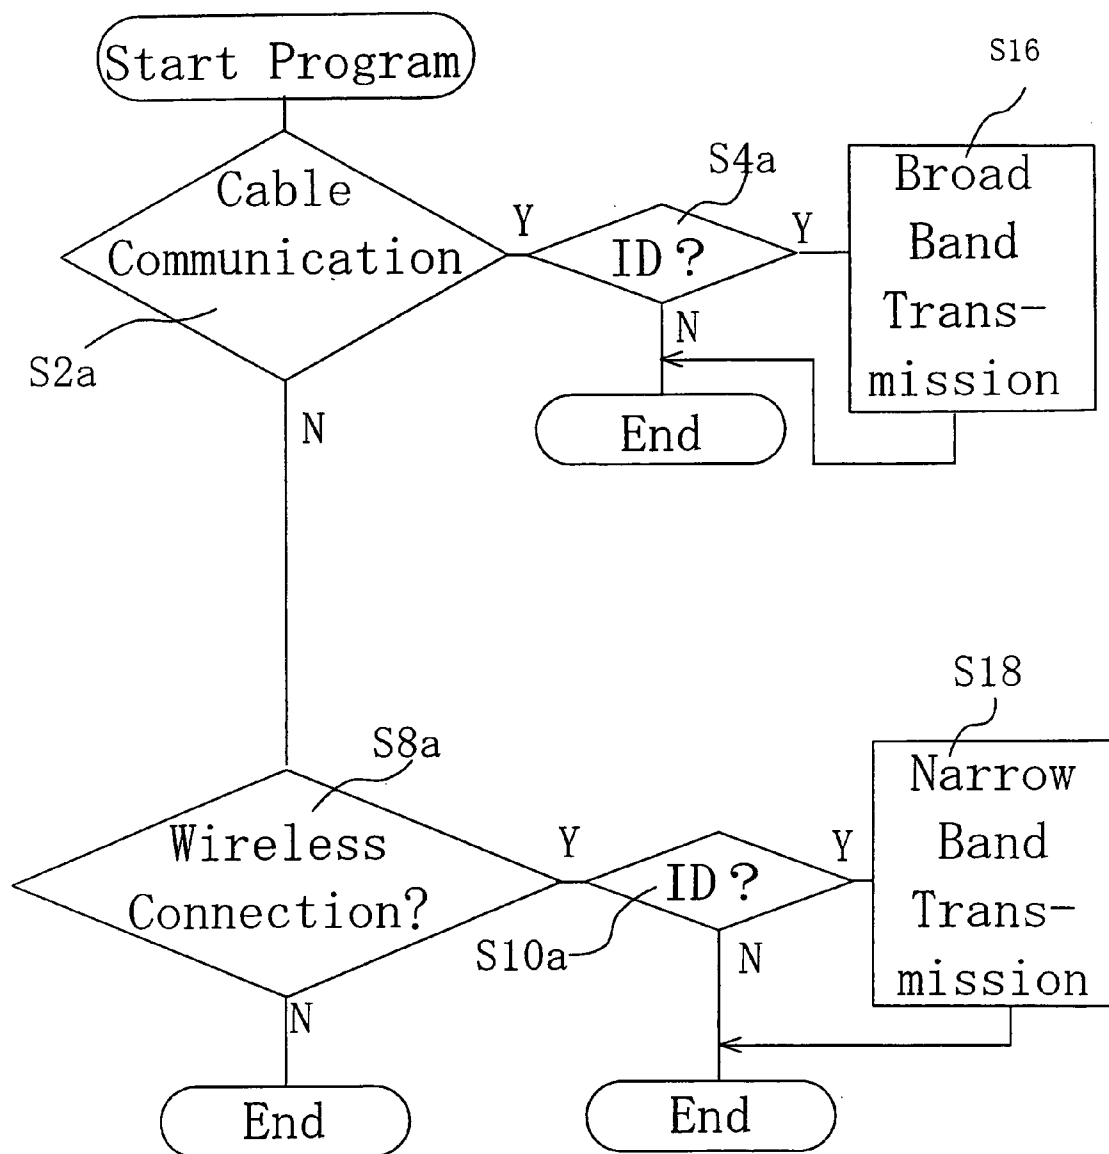 Start Program
S16
Cable
Communication
S2a
Y
S4a
ID?
Y
Broad
Band
Trans-
mission
N
End
N
S8a
Wireless
Connection?
Y
S10a
ID?
Y
S18
Narrow
Band
Trans-
mission
N
End
N
End